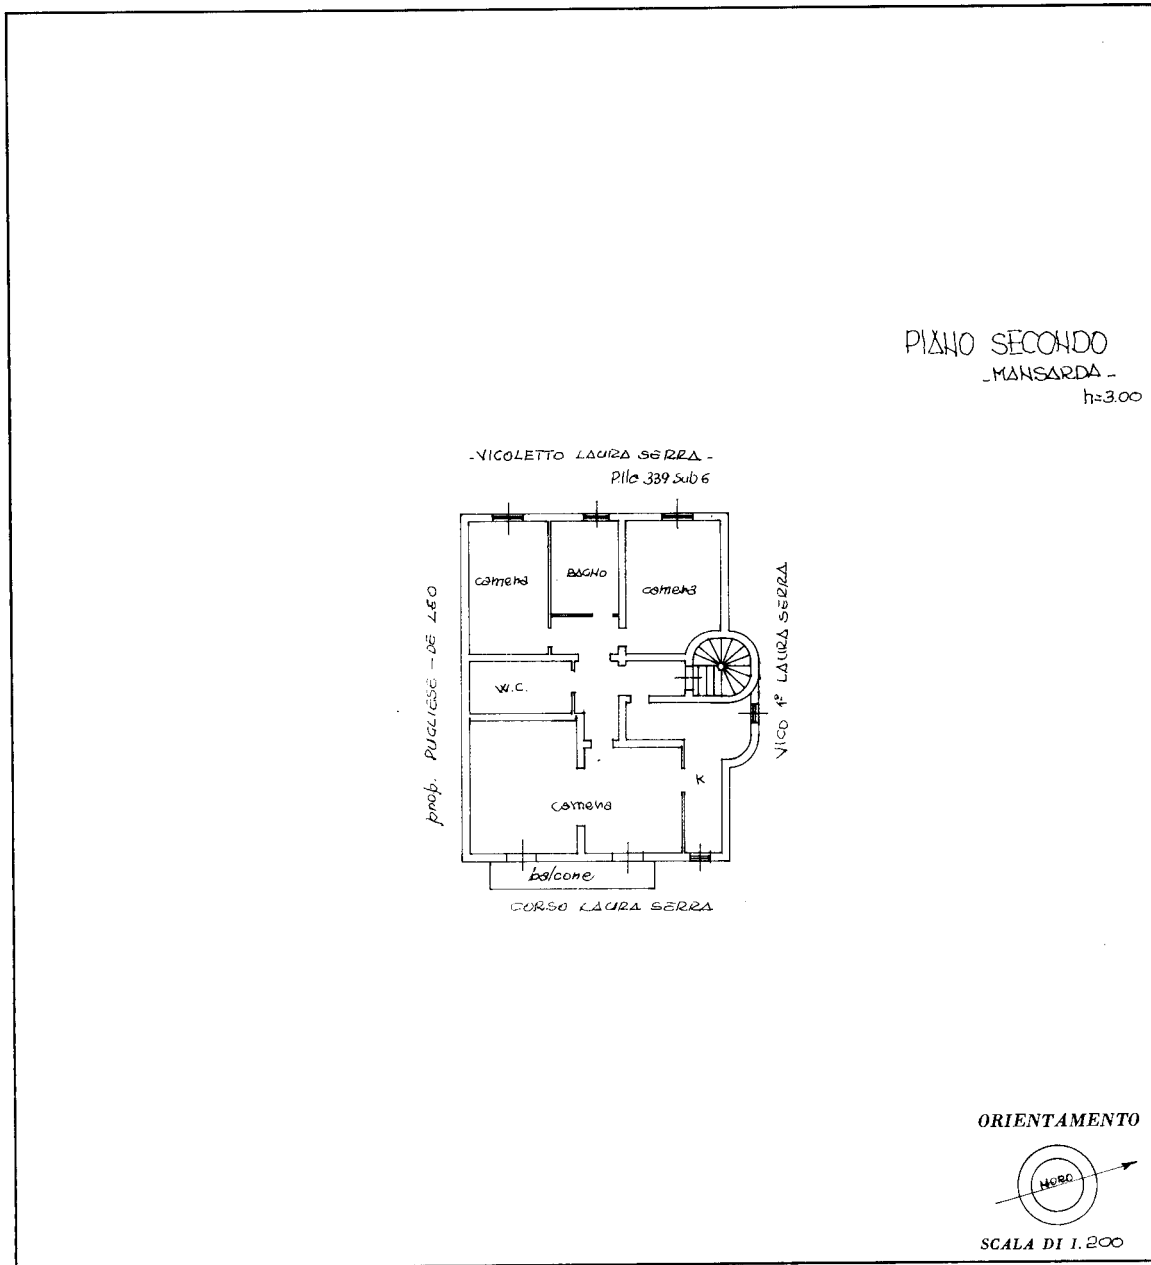 PIANO SECONDO
- MANSARDA -
h=3.00
- VICOLETTO LAURA SERRA -
P.lla 339 sub 6
camera
BAGNO
camera
prop. PUGLIESE - DE LEO
VICO 1º LAURA SERRA
W.C.
K
camera
balcone
CORSO LAURA SERRA
ORIENTAMENTO
NORD
SCALA DI 1.200